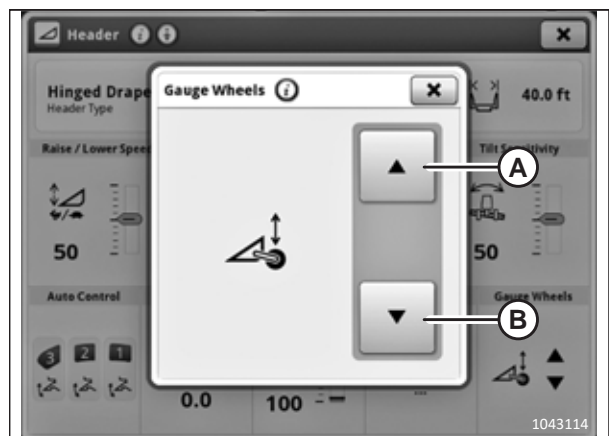 Header
Hinged Drape
Header Type
40.0 ft
Gauge Wheels
Raise / Lower Speed
Tilt Sensitivity
A
50
50
Auto Control
Gauge Wheels
B
3 2 1
0.0
100
...
1043114